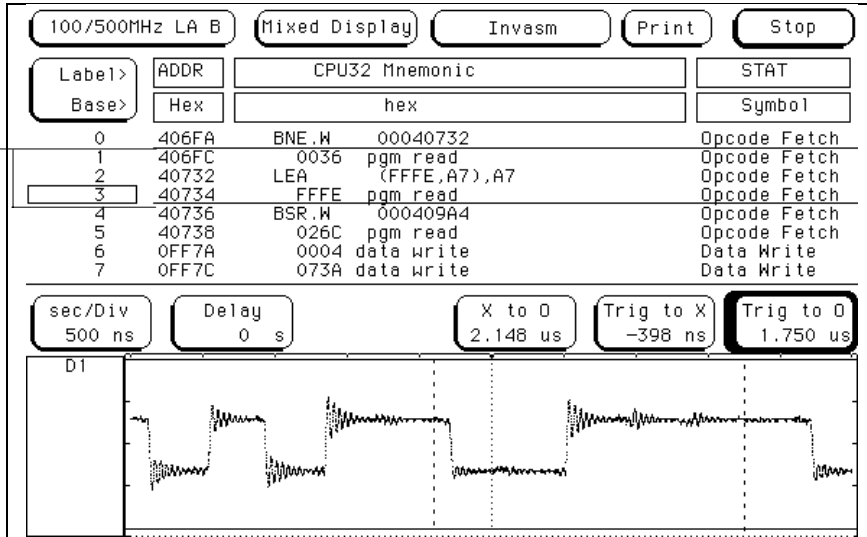 100/500MHz LA B Mixed Display Invasm Print Stop
Label> ADDR CPU32 Mnemonic STAT
Base> Hex hex Symbol
0 406FA BNE.W 00040732 Opcode Fetch
1 406FC 0036 pgm read Opcode Fetch
2 40732 LEA (FFFE,A7),A7 Opcode Fetch
3 40734 FFFE pgm read Opcode Fetch
4 40736 BSR.W 000409A4 Opcode Fetch
5 40738 026C pgm read Opcode Fetch
6 0FF7A 0004 data write Data Write
7 0FF7C 073A data write Data Write
sec/Div Delay X to O Trig to X Trig to O
500 ns 0 s 2.148 us -398 ns 1.750 us
D1